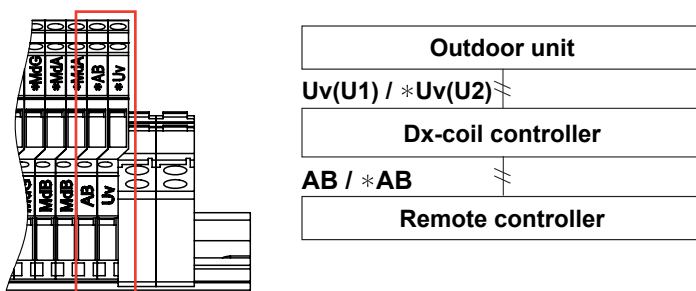 *MdG
*MdA
*MdA
*AB
*Uv
MdB
MdB
AB
Uv
Outdoor unit
Uv(U1) / *Uv(U2)
Dx-coil controller
AB / *AB
Remote controller